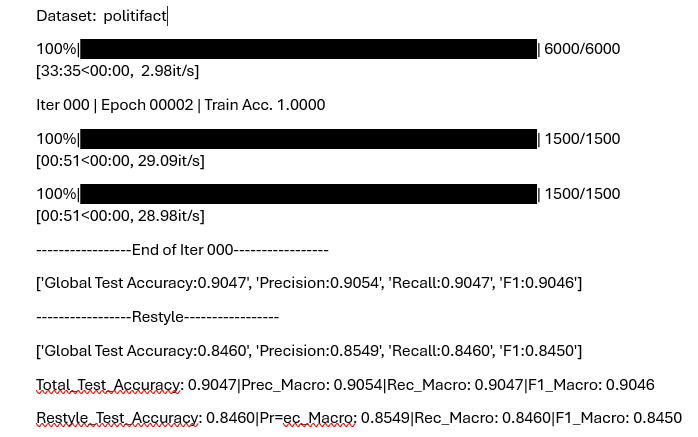 Dataset:  politifact
100%|██████████| 6000/6000
[33:35<00:00,  2.98it/s]
Iter 000 | Epoch 00002 | Train Acc. 1.0000
100%|██████████| 1500/1500
[00:51<00:00, 29.09it/s]
100%|██████████| 1500/1500
[00:51<00:00, 28.98it/s]
-----------------End of Iter 000-----------------
['Global Test Accuracy:0.9047', 'Precision:0.9054', 'Recall:0.9047', 'F1:0.9046']
-----------------Restyle-----------------
['Global Test Accuracy:0.8460', 'Precision:0.8549', 'Recall:0.8460', 'F1:0.8450']
Total_Test_Accuracy: 0.9047|Prec_Macro: 0.9054|Rec_Macro: 0.9047|F1_Macro: 0.9046
Restyle_Test_Accuracy: 0.8460|Pr=ec_Macro: 0.8549|Rec_Macro: 0.8460|F1_Macro: 0.8450